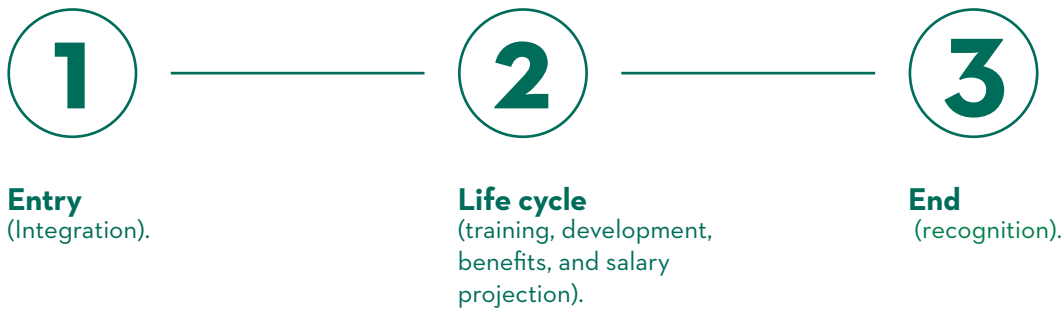 1
2
3
Entry
(Integration).
Life cycle
(training, development,
benefits, and salary
projection).
End
(recognition).